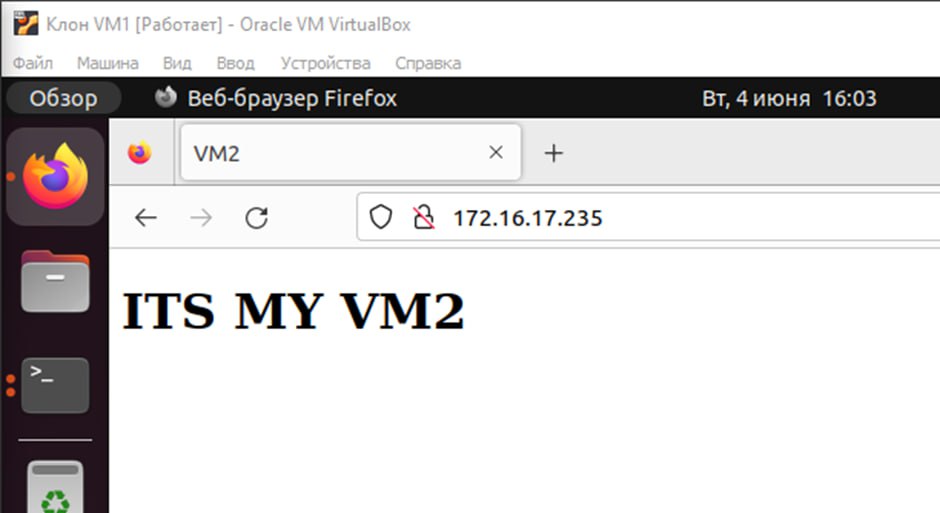 Клон VM1 [Работает] - Oracle VM VirtualBox
Файл Машина Вид Ввод Устройства Справка
Обзор Веб-браузер Firefox Вт, 4 июня 16:03
VM2
172.16.17.235
ITS MY VM2